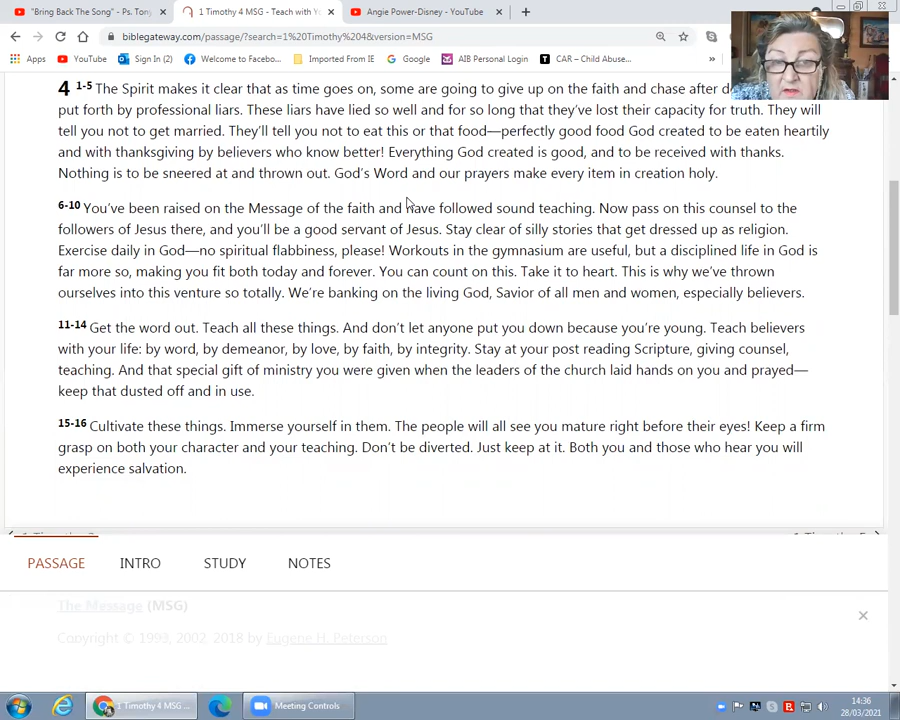 "Bring Back The Song" - Ps. Tony
1 Timothy 4 MSG - Teach with Y
Angie Power-Disney - YouTube
biblegateway.com/passage/?search=1%20Timothy%204&version=MSG
Apps YouTube Sign In (2) Welcome to Facebo... Imported From IE Google AIB Personal Login CAR – Child Abuse... »
4 1-5 The Spirit makes it clear that as time goes on, some are going to give up on the faith and chase after
put forth by professional liars. These liars have lied so well and for so long that they've lost their capacity for truth. They will
tell you not to get married. They'll tell you not to eat this or that food—perfectly good food God created to be eaten heartily
and with thanksgiving by believers who know better! Everything God created is good, and to be received with thanks.
Nothing is to be sneered at and thrown out. God's Word and our prayers make every item in creation holy.
6-10 You've been raised on the Message of the faith and have followed sound teaching. Now pass on this counsel to the
followers of Jesus there, and you'll be a good servant of Jesus. Stay clear of silly stories that get dressed up as religion.
Exercise daily in God—no spiritual flabbiness, please! Workouts in the gymnasium are useful, but a disciplined life in God is
far more so, making you fit both today and forever. You can count on this. Take it to heart. This is why we've thrown
ourselves into this venture so totally. We're banking on the living God, Savior of all men and women, especially believers.
11-14 Get the word out. Teach all these things. And don't let anyone put you down because you're young. Teach believers
with your life: by word, by demeanor, by love, by faith, by integrity. Stay at your post reading Scripture, giving counsel,
teaching. And that special gift of ministry you were given when the leaders of the church laid hands on you and prayed—
keep that dusted off and in use.
15-16 Cultivate these things. Immerse yourself in them. The people will all see you mature right before their eyes! Keep a firm
grasp on both your character and your teaching. Don't be diverted. Just keep at it. Both you and those who hear you will
experience salvation.
PASSAGE INTRO STUDY NOTES
The Message (MSG)
Copyright © 1993, 2002, 2018 by Eugene H. Peterson
1 Timothy 4 MSG ... Meeting Controls
14:36
28/03/2021